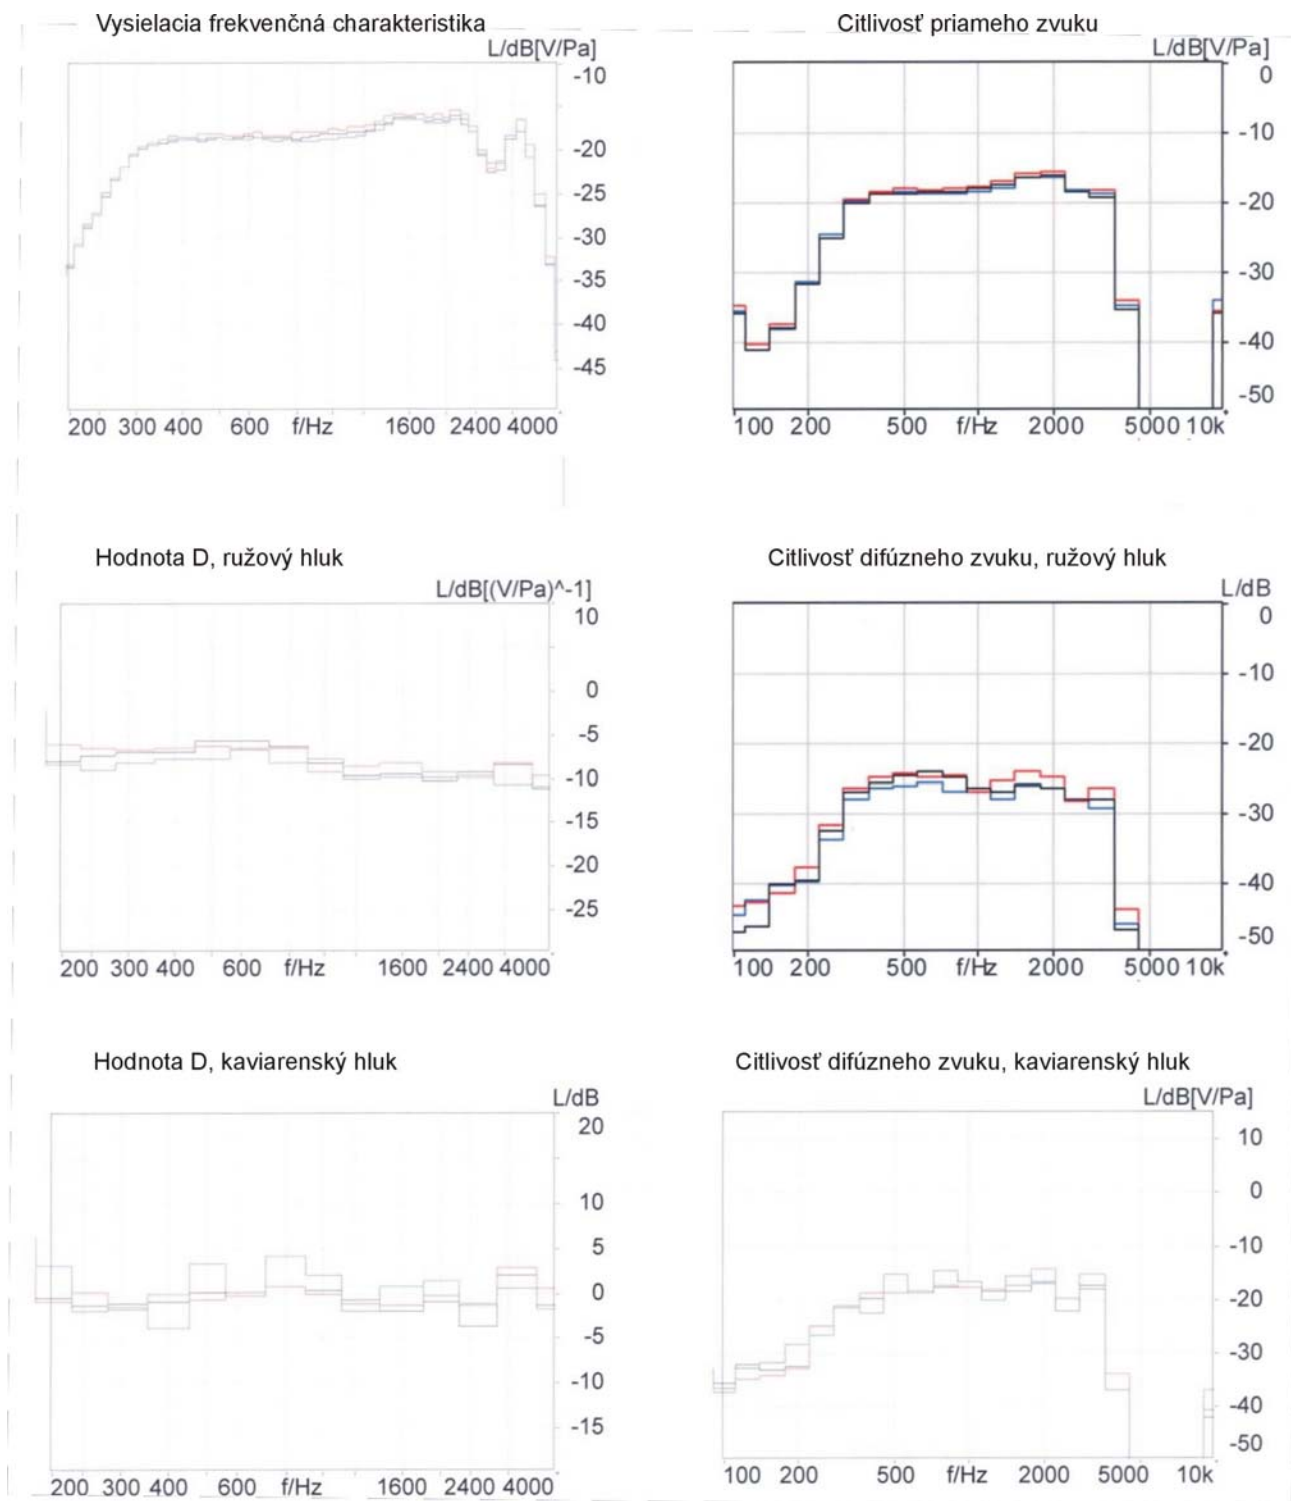 Vysielacia frekvenčná charakteristika
L/dB[V/Pa]
-10
-20
-25
-30
-35
-40
-45
200 300 400 600 f/Hz 1600 2400 4000
Citlivosť priameho zvuku
L/dB[V/Pa]
0
-10
-20
-30
-40
-50
100 200 500 f/Hz 2000 5000 10k
Hodnota D, ružový hluk
L/dB[(V/Pa)^-1]
10
0
-5
-10
-15
-20
-25
200 300 400 600 f/Hz 1600 2400 4000
Citlivosť difúzneho zvuku, ružový hluk
L/dB
0
-10
-20
-30
-40
-50
100 200 500 f/Hz 2000 5000 10k
Hodnota D, kaviarenský hluk
L/dB
20
10
5
0
-5
-10
-15
200 300 400 600 f/Hz 1600 2400 4000
Citlivosť difúzneho zvuku, kaviarenský hluk
L/dB[V/Pa]
10
0
-10
-20
-30
-40
-50
100 200 500 f/Hz 2000 5000 10k